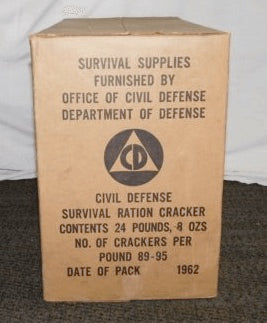 SURVIVAL SUPPLIES
FURNISHED BY
OFFICE OF CIVIL DEFENSE
DEPARTMENT OF DEFENSE
CD
CIVIL DEFENSE
SURVIVAL RATION CRACKER
CONTENTS 24 POUNDS, 8 OZS
NO. OF CRACKERS PER
POUND 89-95
DATE OF PACK 1962